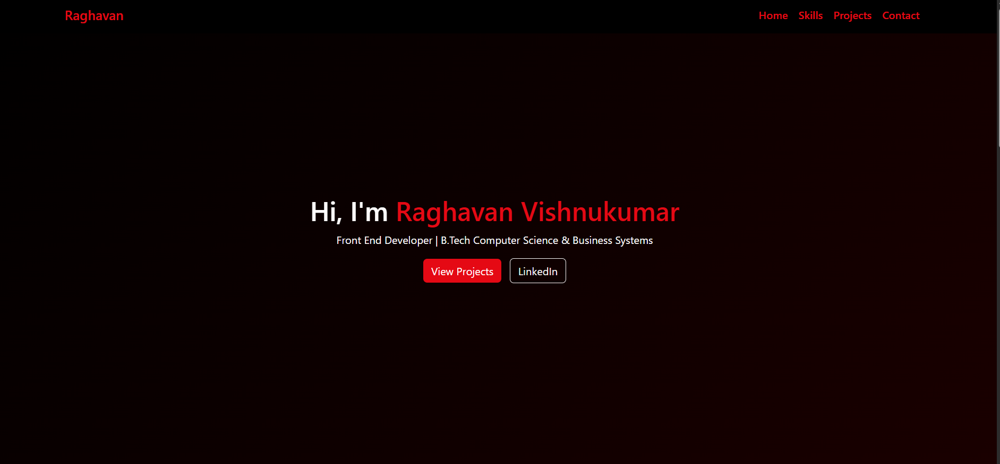 Raghavan Home Skills Projects Contact
Hi, I'm Raghavan Vishnukumar
Front End Developer | B.Tech Computer Science & Business Systems
View Projects LinkedIn